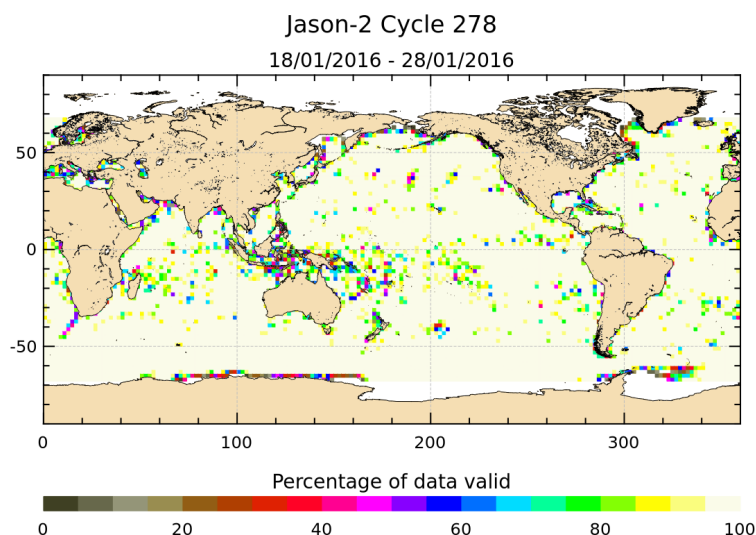 Jason-2 Cycle 278
18/01/2016 - 28/01/2016
50
0
-50
0 100 200 300
Percentage of data valid
0 20 40 60 80 100